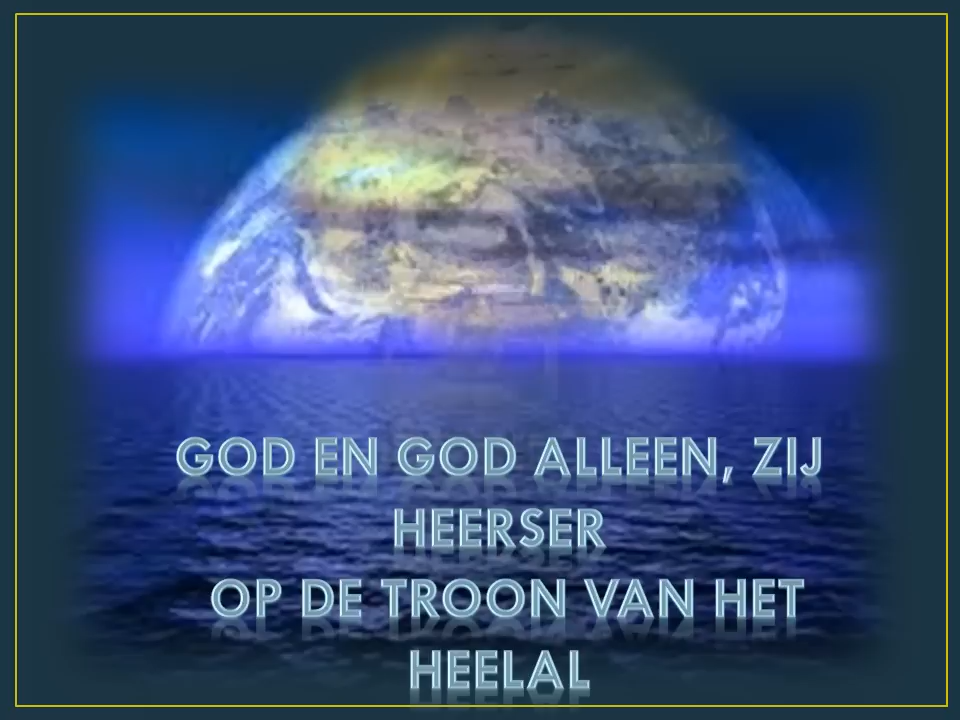 GOD EN GOD ALLEEN, ZIJ
HEERSER
OP DE TROON VAN HET
HEELAL